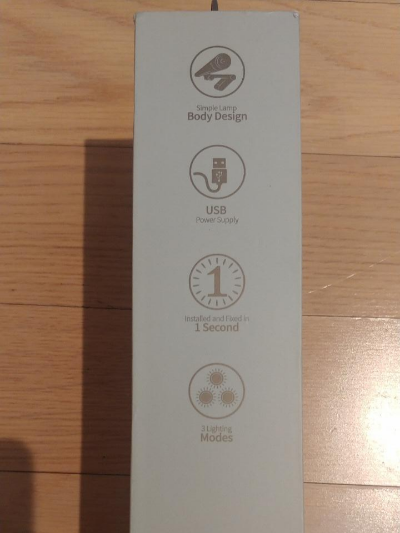 Simple Lamp
Body Design
USB
Power Supply
1
Installed and Fixed in
1 Second
3 Lighting
Modes